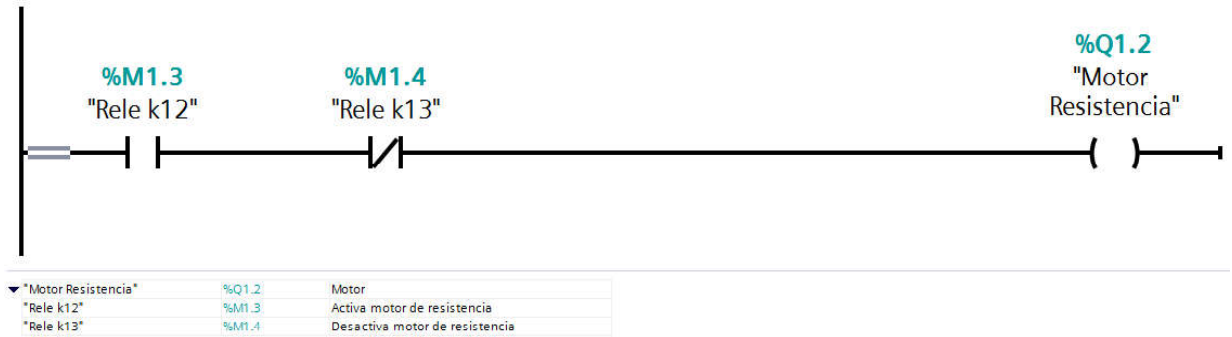 %M1.3
"Rele k12"
%M1.4
"Rele k13"
%Q1.2
"Motor
Resistencia"
"Motor Resistencia" %Q1.2 Motor
"Rele k12" %M1.3 Activa motor de resistencia
"Rele k13" %M1.4 Desactiva motor de resistencia